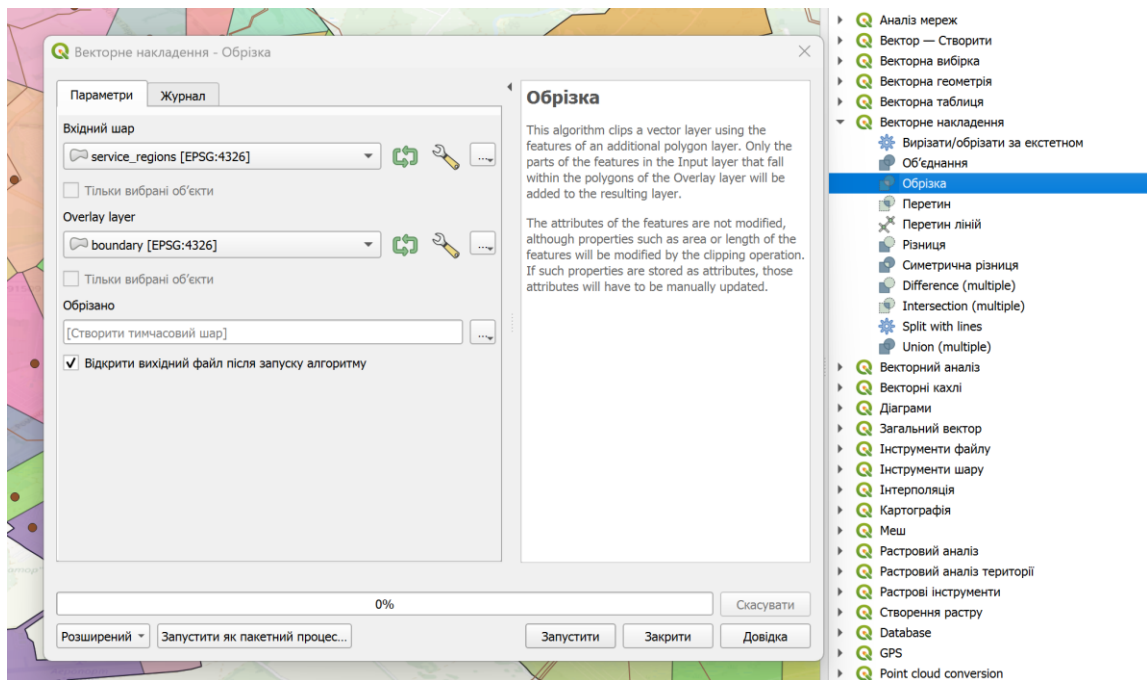 Векторне накладення - Обрізка
Параметри
Журнал
Вхідний шар
service_regions [EPSG:4326]
...
Тільки вибрані об'єкти
Overlay layer
boundary [EPSG:4326]
...
Тільки вибрані об'єкти
Обрізано
[Створити тимчасовий шар]
...
Відкрити вихідний файл після запуску алгоритму
Обрізка
This algorithm clips a vector layer using the
features of an additional polygon layer. Only the
parts of the features in the Input layer that fall
within the polygons of the Overlay layer will be
added to the resulting layer.
The attributes of the features are not modified,
although properties such as area or length of the
features will be modified by the clipping operation.
If such properties are stored as attributes, those
attributes will have to be manually updated.
0%
Скасувати
Розширений
Запустити як пакетний процес...
Запустити
Закрити
Довідка
Аналіз мереж
Вектор — Створити
Векторна вибірка
Векторна геометрія
Векторна таблиця
Векторне накладення
Вирізати/обрізати за екстетном
Об'єднання
Обрізка
Перетин
Перетин ліній
Різниця
Симетрична різниця
Difference (multiple)
Intersection (multiple)
Split with lines
Union (multiple)
Векторний аналіз
Векторні кахлі
Діаграми
Загальний вектор
Інструменти файлу
Інструменти шару
Інтерполяція
Картографія
Меш
Растровий аналіз
Растровий аналіз території
Растрові інструменти
Створення растру
Database
GPS
Point cloud conversion